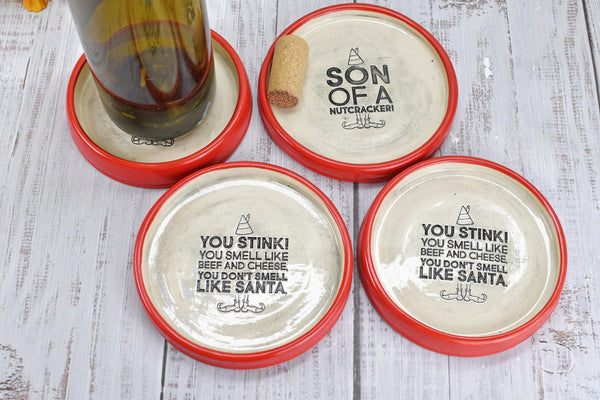 SON
OF A
NUTCRACKER!
YOU STINK!
YOU SMELL LIKE
BEEF AND CHEESE.
YOU DON'T SMELL
LIKE SANTA.
YOU STINK!
YOU SMELL LIKE
BEEF AND CHEESE.
YOU DON'T SMELL
LIKE SANTA.